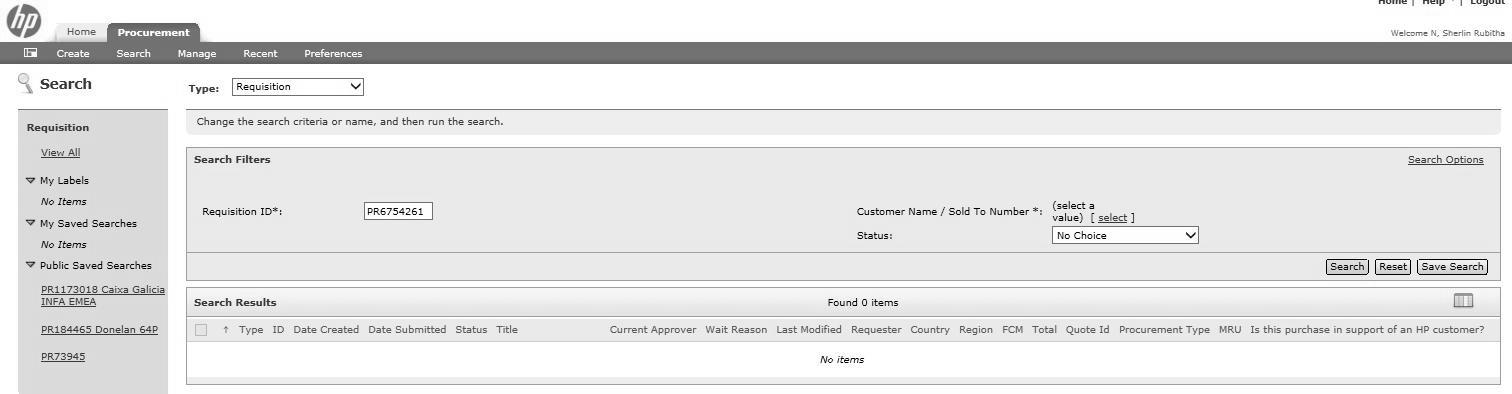 Home | Help | Logout
hp
Home Procurement
Welcome N, Sherlin Rubitha
Create Search Manage Recent Preferences
Search
Type: Requisition
Change the search criteria or name, and then run the search.
Requisition
View All
My Labels
No Items
My Saved Searches
No Items
Public Saved Searches
PR1173018 Caixa Galicia
INFA EMEA
PR184465 Donelan 64P
PR73945
Search Filters Search Options
Requisition ID*: PR6754261
Customer Name / Sold To Number *: (select a
value) [ select ]
Status: No Choice
Search Reset Save Search
Search Results Found 0 items
↑ Type ID Date Created Date Submitted Status Title Current Approver Wait Reason Last Modified Requester Country Region FCM Total Quote Id Procurement Type MRU Is this purchase in support of an HP customer?
No items